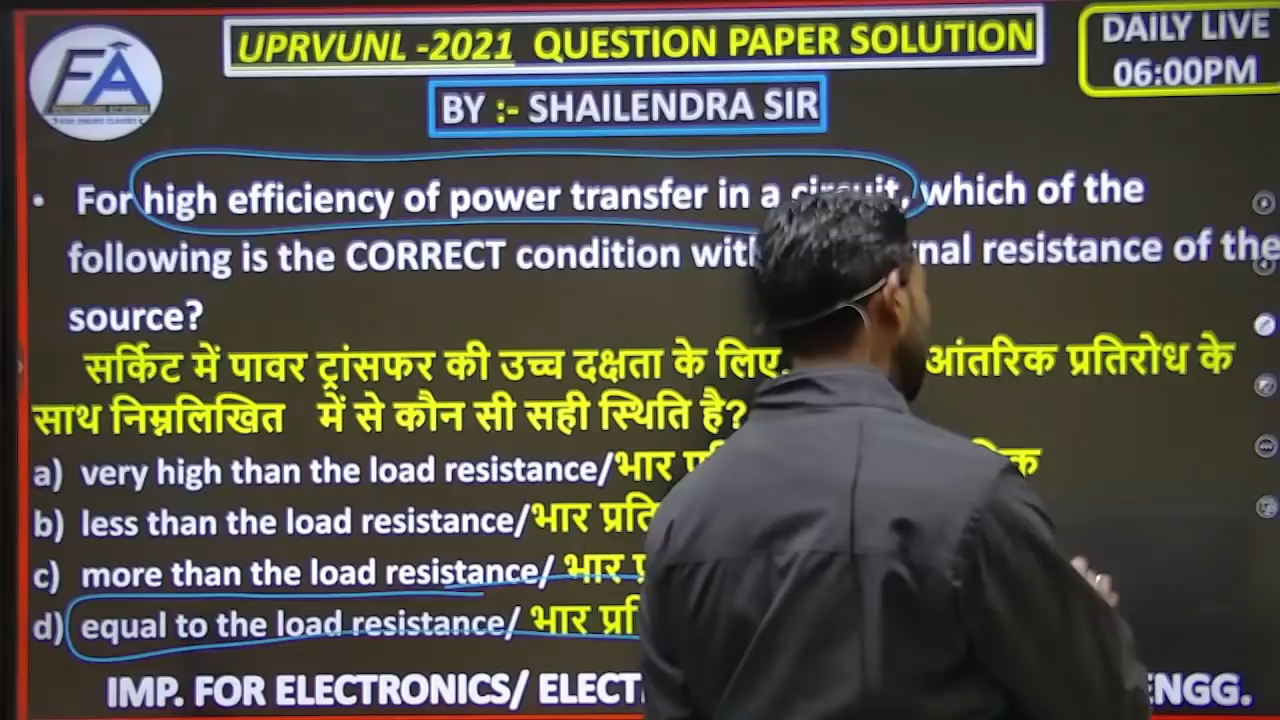 FA
UPRVUNL -2021 QUESTION PAPER SOLUTION
DAILY LIVE
06:00PM
BY :- SHAILENDRA SIR
• For high efficiency of power transfer in a circuit, which of the
following is the CORRECT condition with nal resistance of the
source?
सर्किट में पावर ट्रांसफर की उच्च दक्षता के लिए, आंतरिक प्रतिरोध के
साथ निम्नलिखित में से कौन सी सही स्थिति है?
a) very high than the load resistance/भार
b) less than the load resistance/भार प्रति
c) more than the load resistance/ भार
d) equal to the load resistance/ भार प्रति
IMP. FOR ELECTRONICS/ ELECT ENGG.